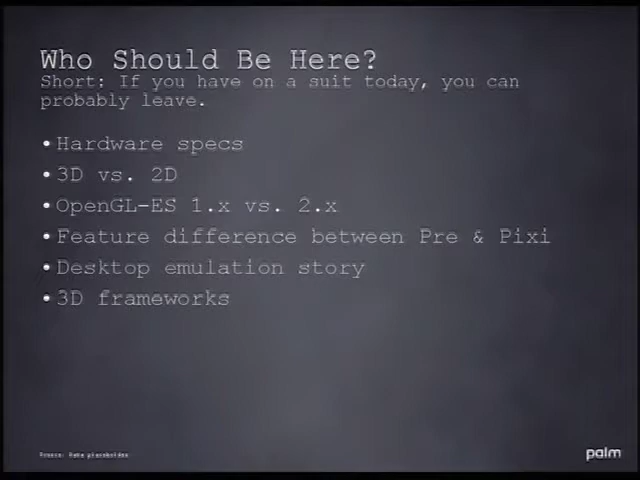 Who Should Be Here?
Short: If you have on a suit today, you can
probably leave.
•Hardware specs
•3D vs. 2D
•OpenGL-ES 1.x vs. 2.x
•Feature difference between Pre & Pixi
•Desktop emulation story
•3D frameworks
palm